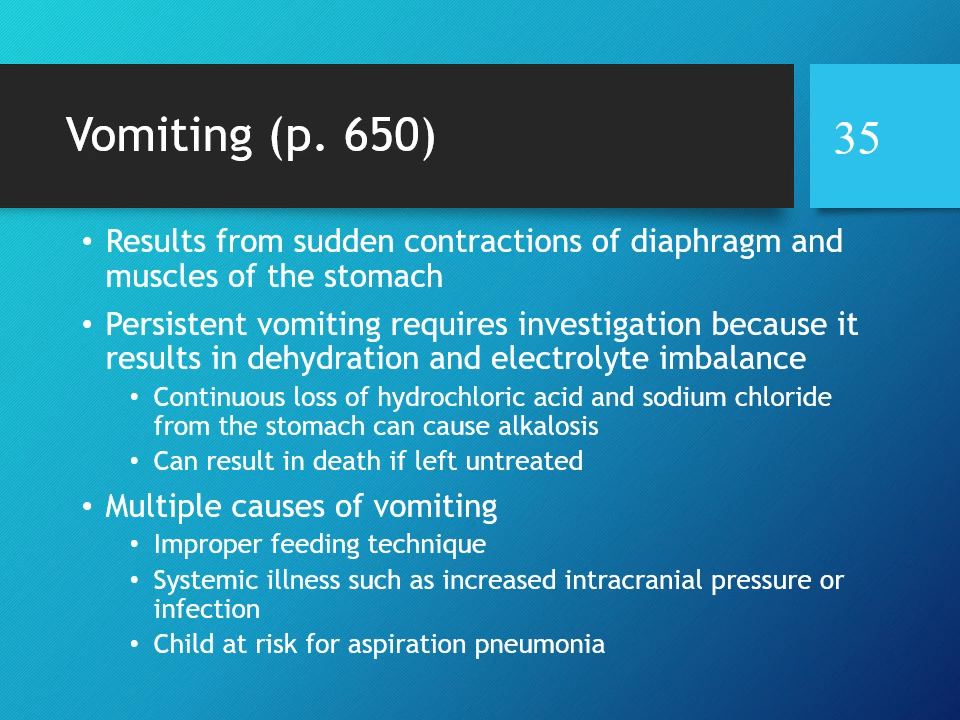 Vomiting (p. 650)
35
• Results from sudden contractions of diaphragm and
muscles of the stomach
• Persistent vomiting requires investigation because it
results in dehydration and electrolyte imbalance
• Continuous loss of hydrochloric acid and sodium chloride
from the stomach can cause alkalosis
• Can result in death if left untreated
• Multiple causes of vomiting
• Improper feeding technique
• Systemic illness such as increased intracranial pressure or
infection
• Child at risk for aspiration pneumonia